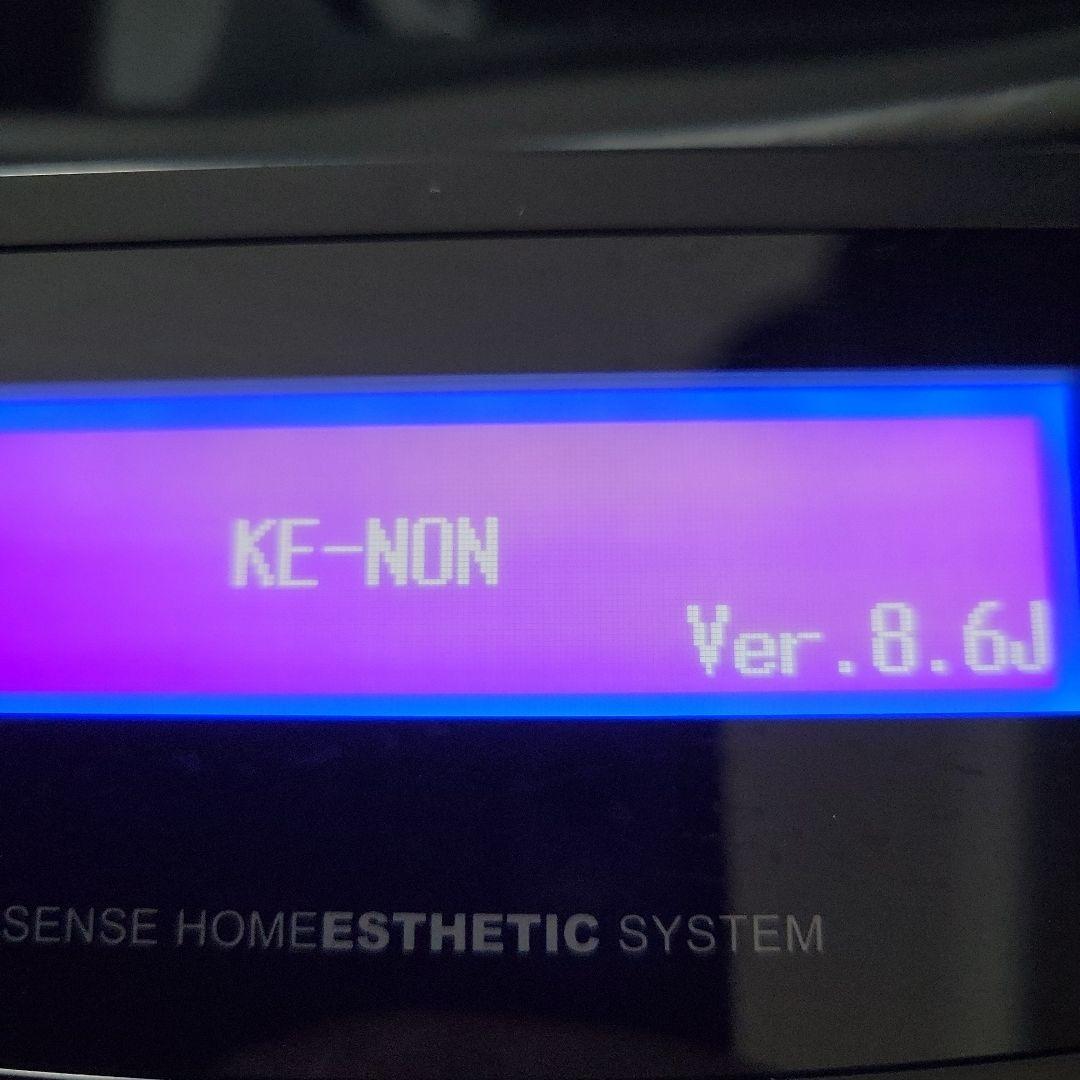 KE-NON
Ver.8.6J
SENSE HOMEESTHETIC SYSTEM